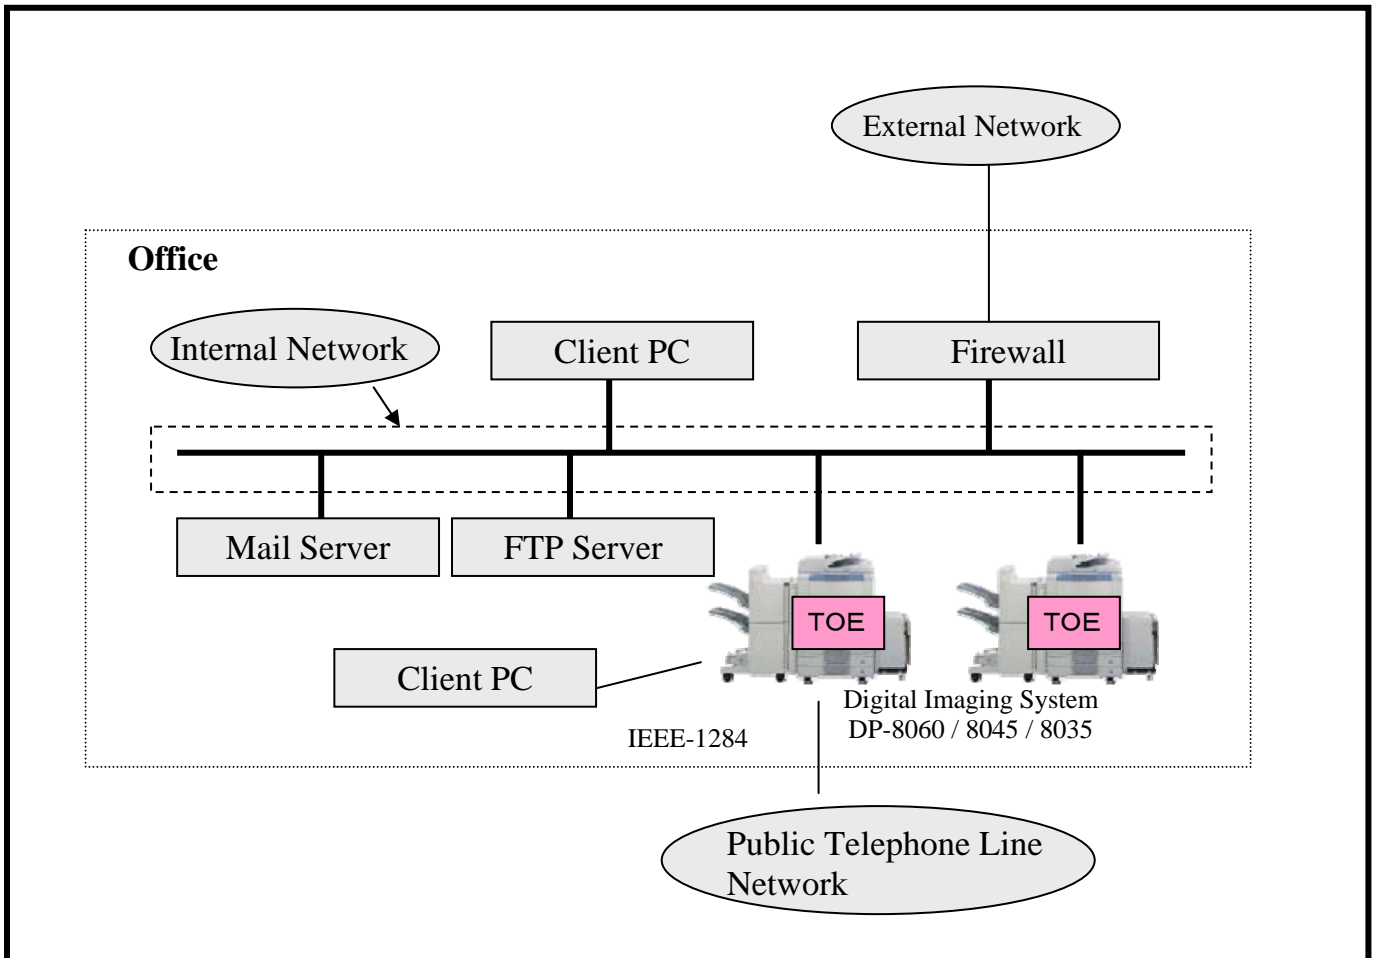 External Network
Office
Internal Network
Client PC
Firewall
Mail Server
FTP Server
TOE
TOE
Client PC
Digital Imaging System
DP-8060 / 8045 / 8035
IEEE-1284
Public Telephone Line
Network